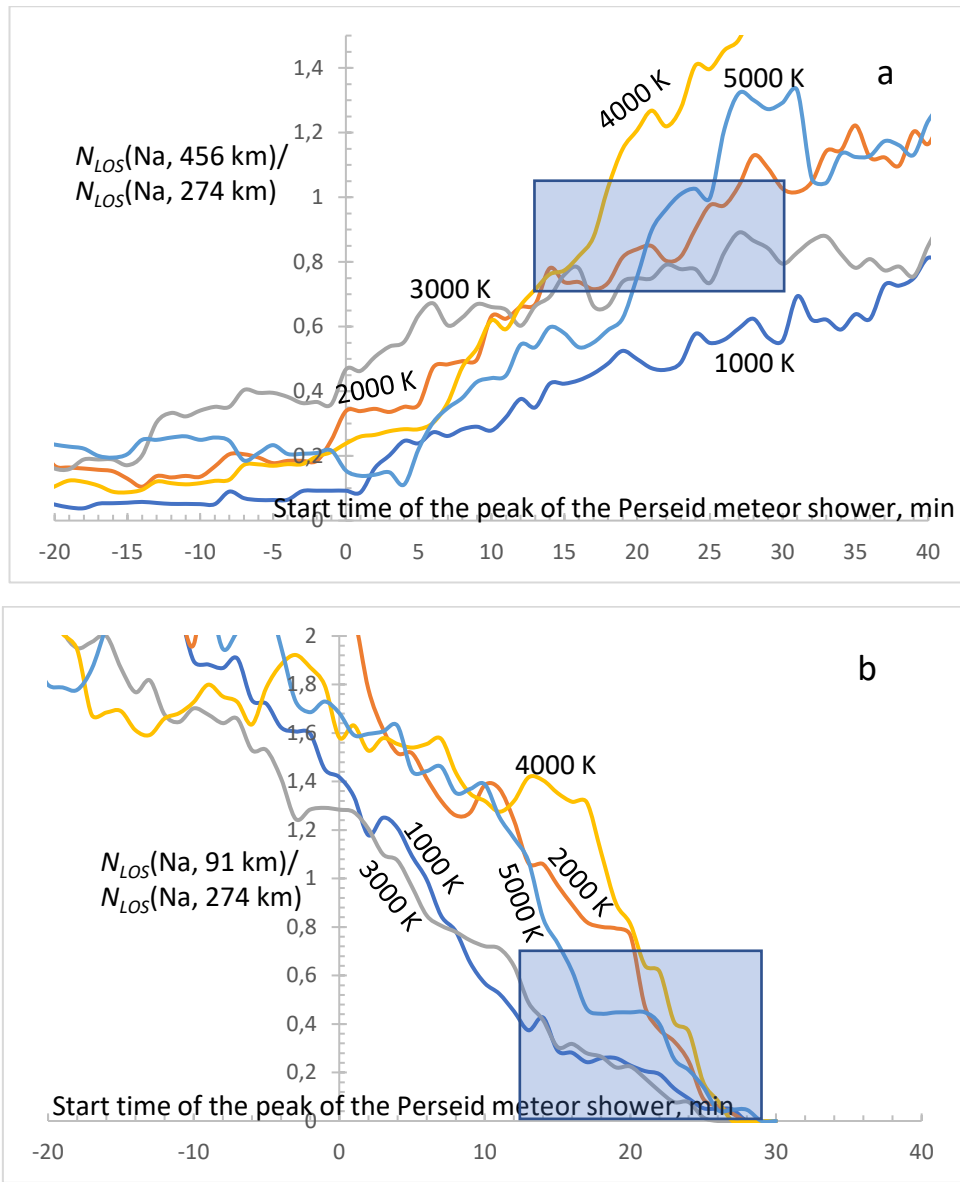 1,4
a
4000 K
5000 K
1,2
N_LOS(Na, 456 km)/
N_LOS(Na, 274 km)
1
0,8
3000 K
0,6
2000 K
0,4
1000 K
0,2
Start time of the peak of the Perseid meteor shower, min
0
-20 -15 -10 -5 0 5 10 15 20 25 30 35 40
2
b
1,8
1,6
4000 K
1,4
1,2
1000 K
2000 K
N_LOS(Na, 91 km)/
N_LOS(Na, 274 km)
1
3000 K
5000 K
0,8
0,6
0,4
0,2
Start time of the peak of the Perseid meteor shower, min
0
-20 -10 0 10 20 30 40